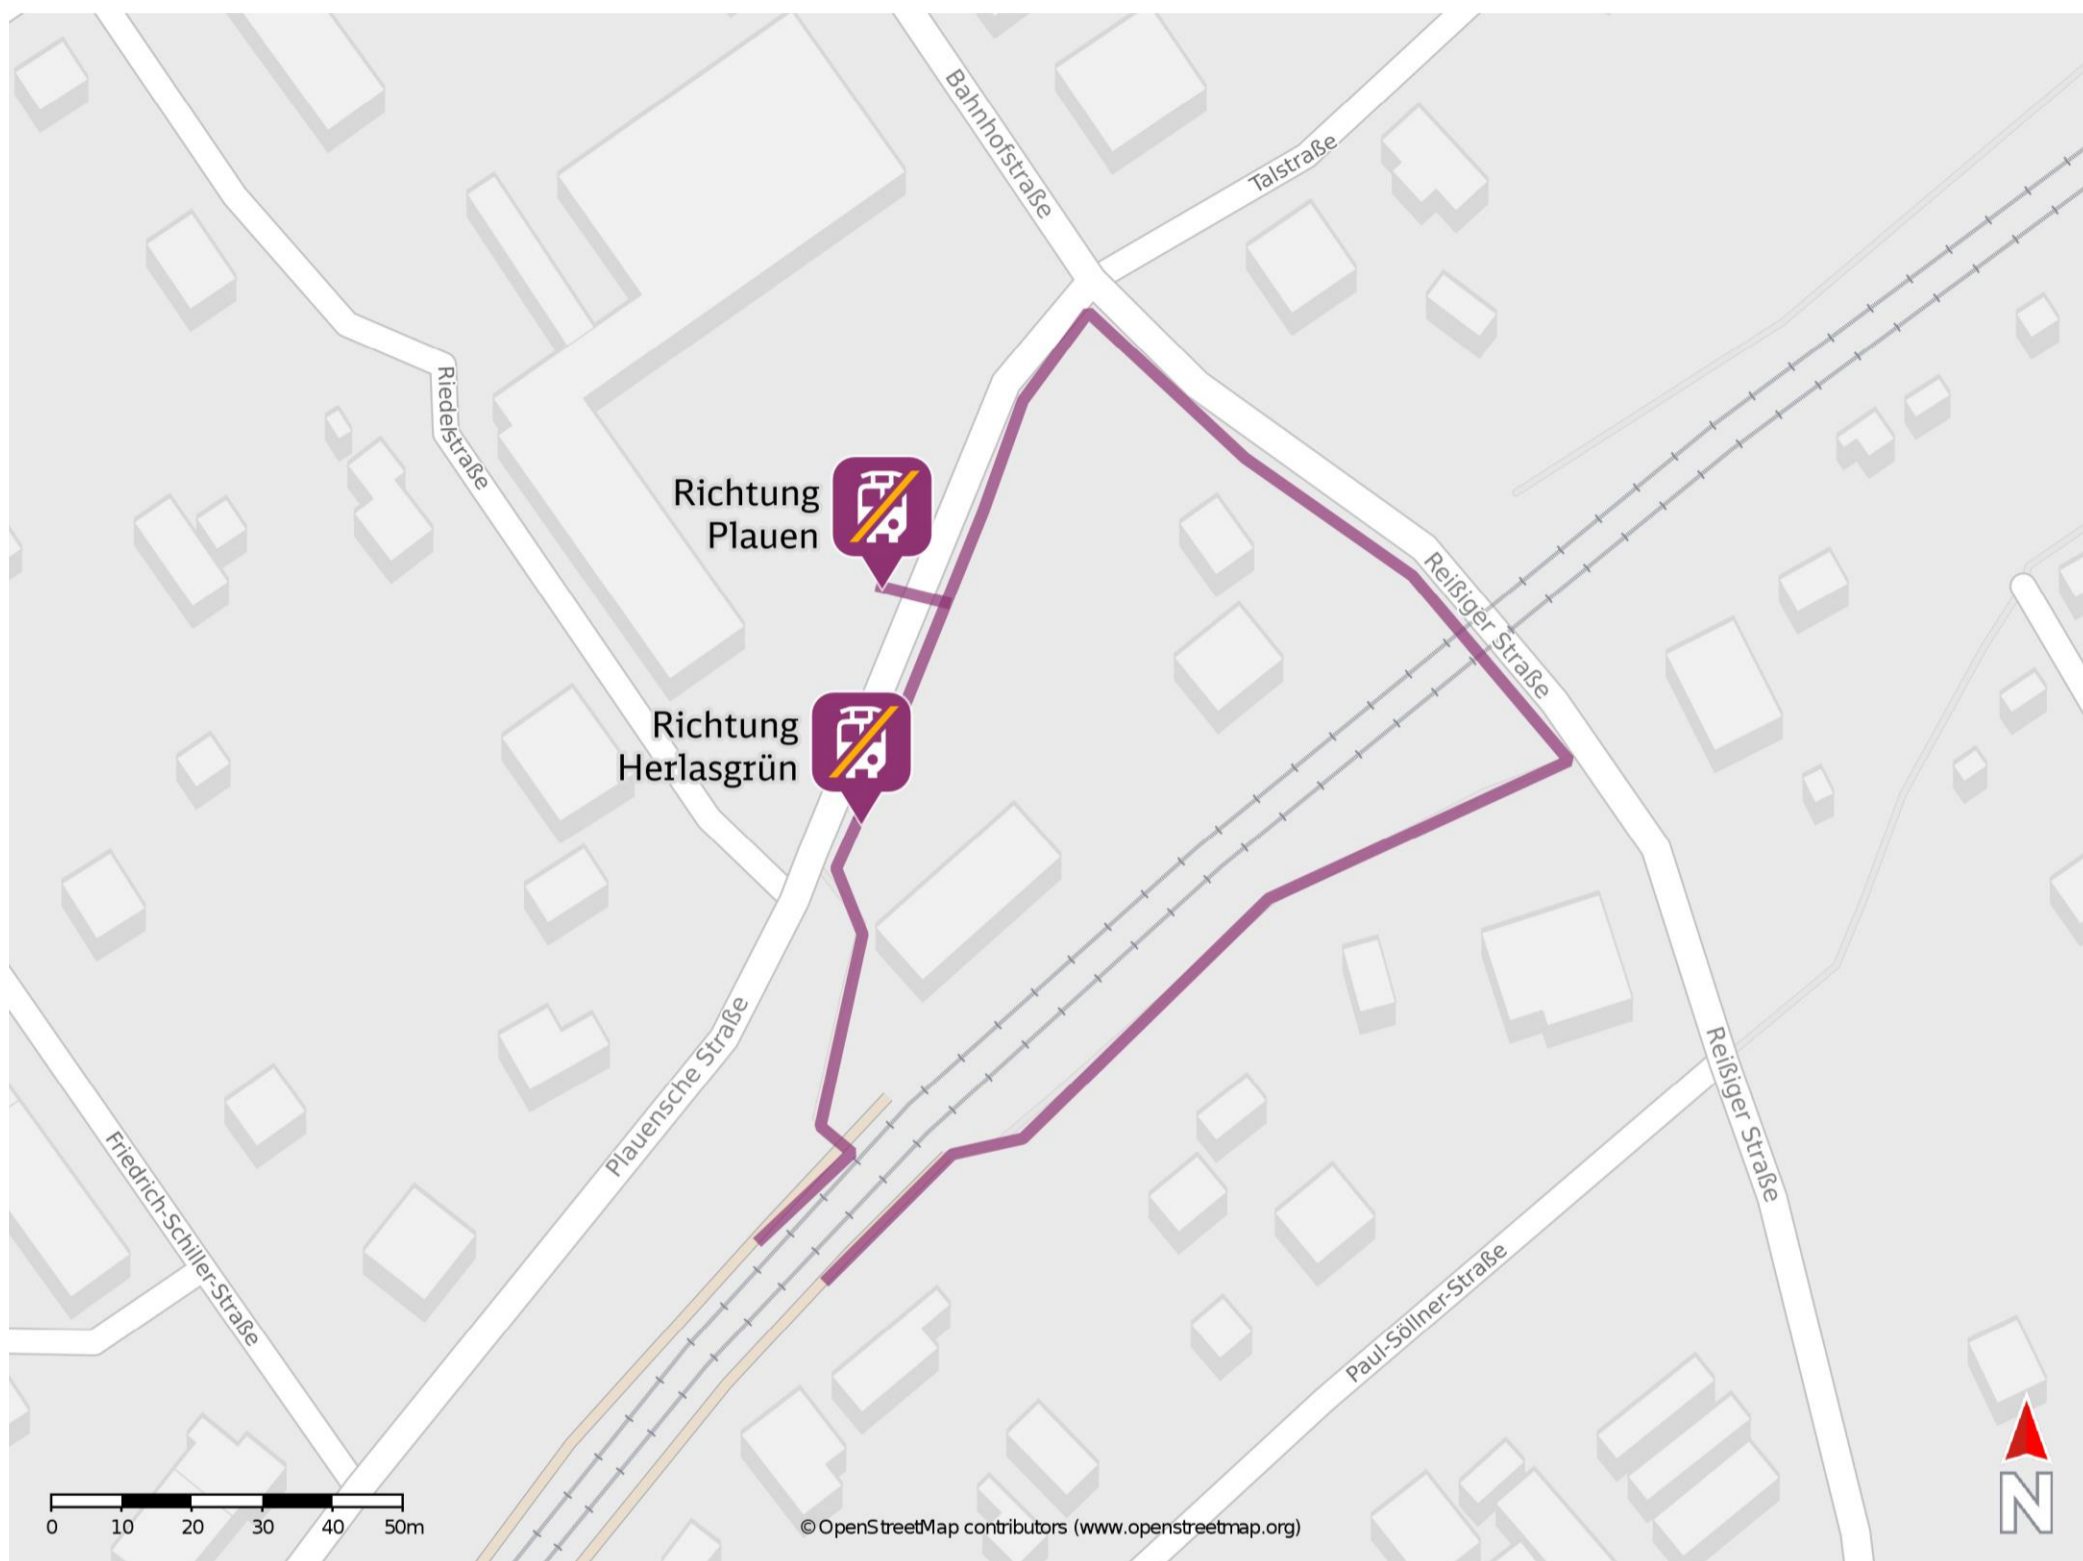 Bahnhofstraße
Talstraße
Riedelstraße
Richtung
Plauen
Reißiger Straße
Richtung
Herlasgrün
Plauensche Straße
Reißiger Straße
Friedrich-Schiller-Straße
Paul-Söllner-Straße
0 10 20 30 40 50m
© OpenStreetMap contributors (www.openstreetmap.org)
N